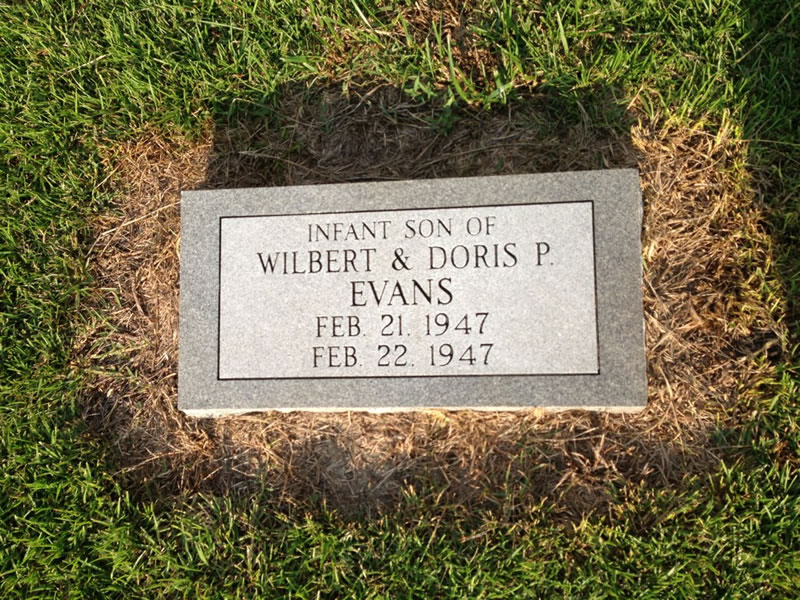 INFANT SON OF
WILBERT & DORIS P.
EVANS
FEB. 21, 1947
FEB. 22, 1947